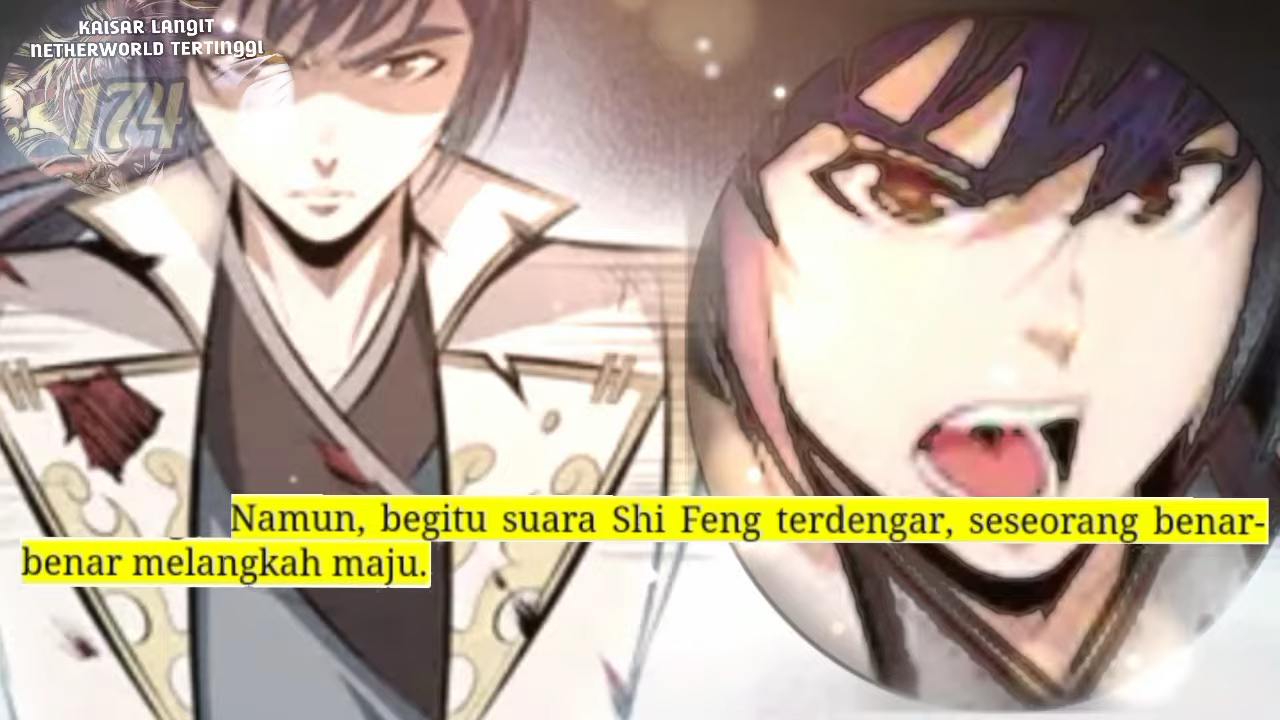 KAISAR LANGIT
NETHERWORLD TERTINGGI
174
Namun, begitu suara Shi Feng terdengar, seseorang benar-
benar melangkah maju.